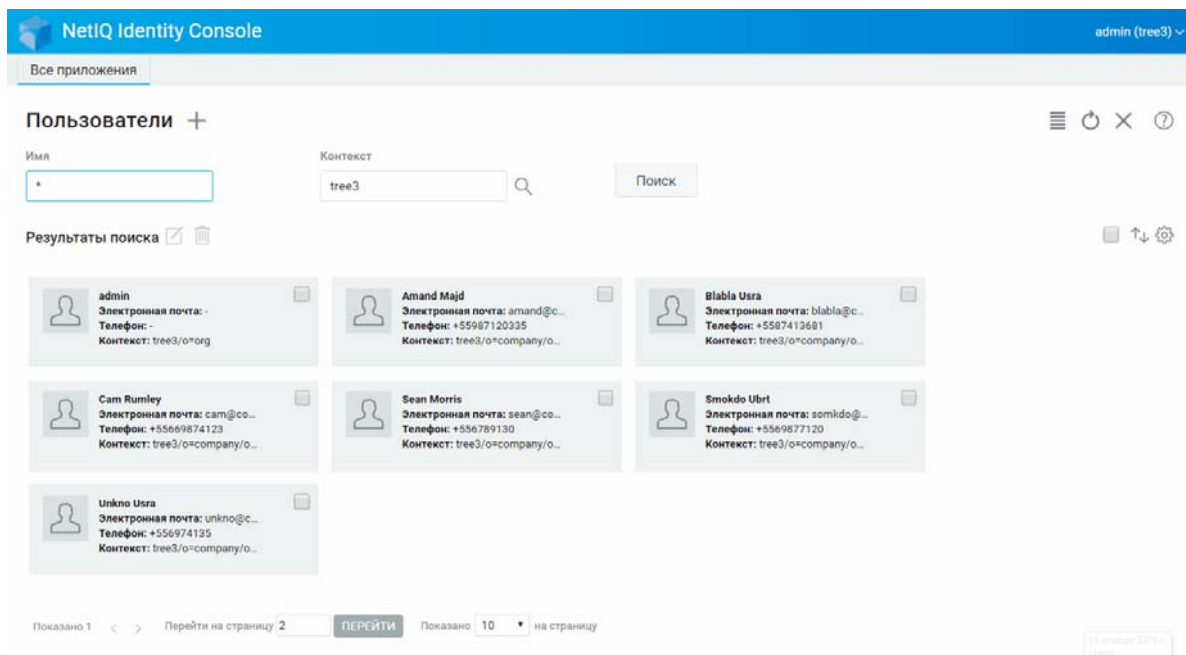 NetIQ Identity Console
admin (tree3)
Все приложения
Пользователи
Имя
Контекст
*
tree3
Поиск
Результаты поиска
admin
Электронная почта: -
Телефон: -
Контекст: tree3/o=org
Amand Majd
Электронная почта: amand@c...
Телефон: +55987120335
Контекст: tree3/o=company/o...
Blabla Usra
Электронная почта: blabla@c...
Телефон: +5587413681
Контекст: tree3/o=company/o...
Cam Rumley
Электронная почта: cam@co...
Телефон: +55669874123
Контекст: tree3/o=company/o...
Sean Morris
Электронная почта: sean@co...
Телефон: +556789130
Контекст: tree3/o=company/o...
Smokdo Ubrt
Электронная почта: somkdo@...
Телефон: +5569877120
Контекст: tree3/o=company/o...
Unkno Usra
Электронная почта: unkno@c...
Телефон: +556974135
Контекст: tree3/o=company/o...
Показано 1 < > Перейти на страницу 2 ПЕРЕЙТИ Показано 10 на страницу